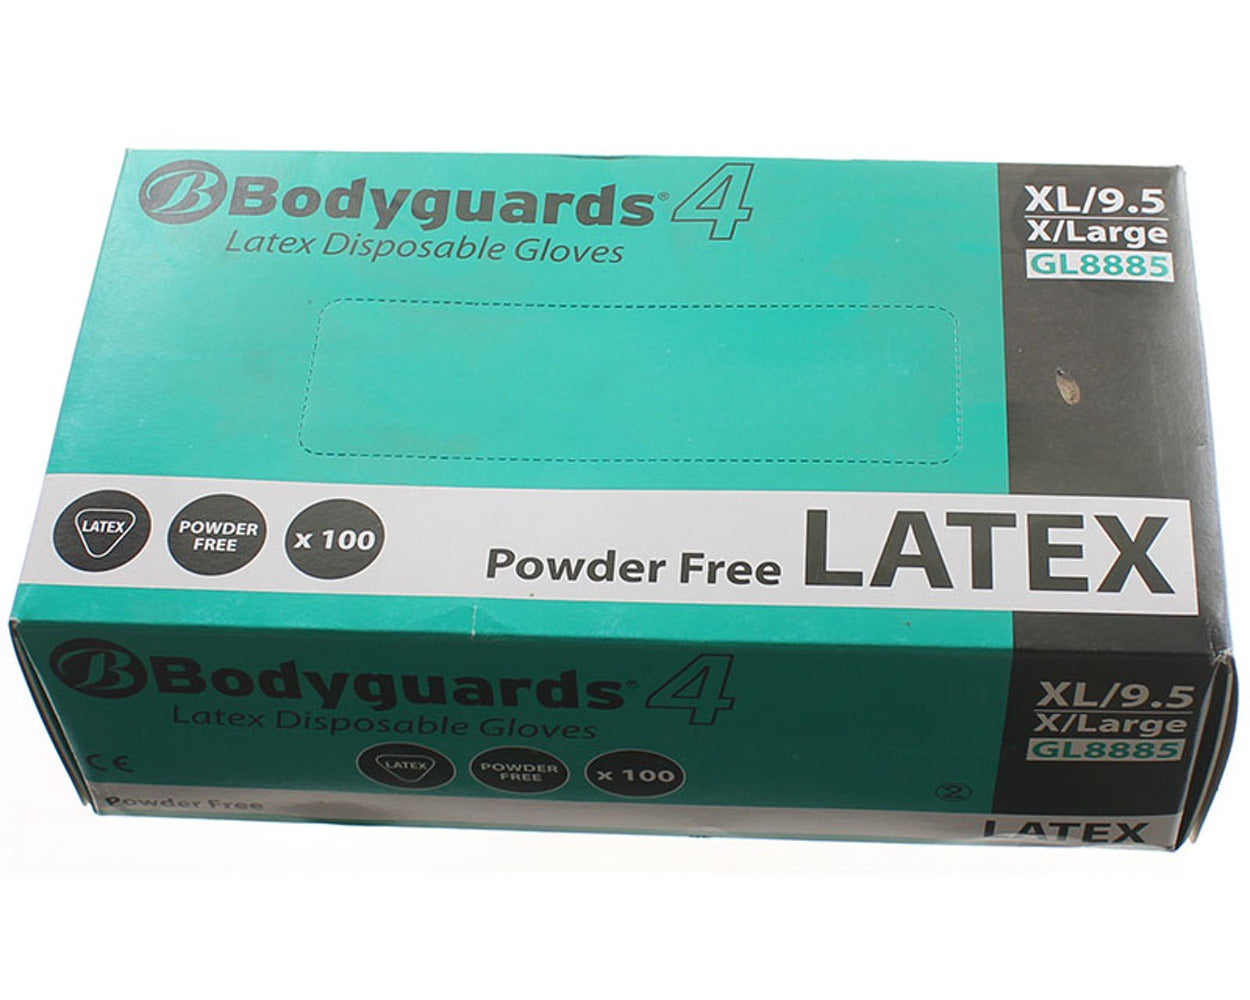 B Bodyguards® 4
Latex Disposable Gloves
XL/9.5
X/Large
GL8885
LATEX
POWDER
FREE
x 100
Powder Free LATEX
B Bodyguards® 4
Latex Disposable Gloves
XL/9.5
X/Large
GL8885
LATEX
POWDER
FREE
x 100
CE
2
Powder Free
LATEX